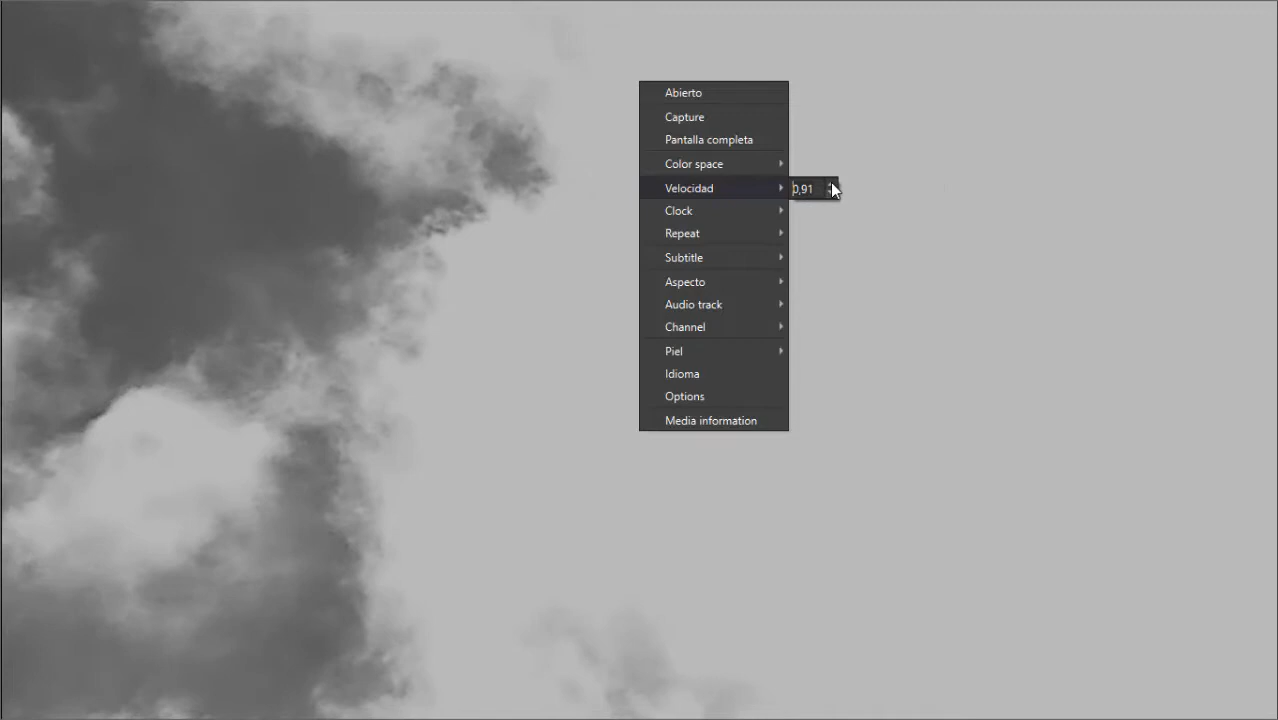 Abierto
Capture
Pantalla completa
Color space
Velocidad
0,91
Clock
Repeat
Subtitle
Aspecto
Audio track
Channel
Piel
Idioma
Options
Media information